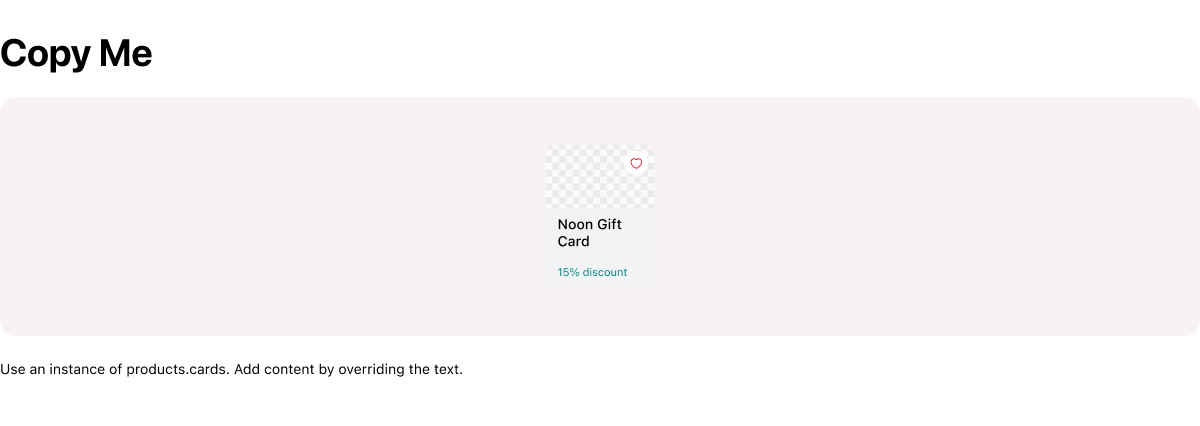 Copy Me
Noon Gift
Card
15% discount
Use an instance of products.cards. Add content by overriding the text.